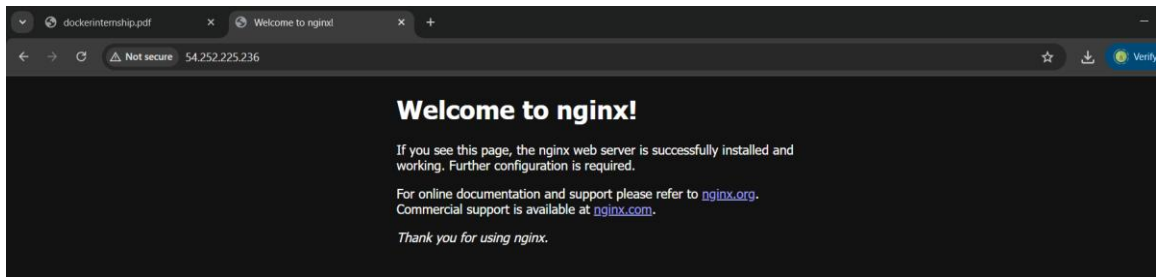 dockerinternship.pdf
Welcome to nginx!
Not secure 54.252.225.236
Verify
Welcome to nginx!
If you see this page, the nginx web server is successfully installed and
working. Further configuration is required.
For online documentation and support please refer to nginx.org.
Commercial support is available at nginx.com.
Thank you for using nginx.